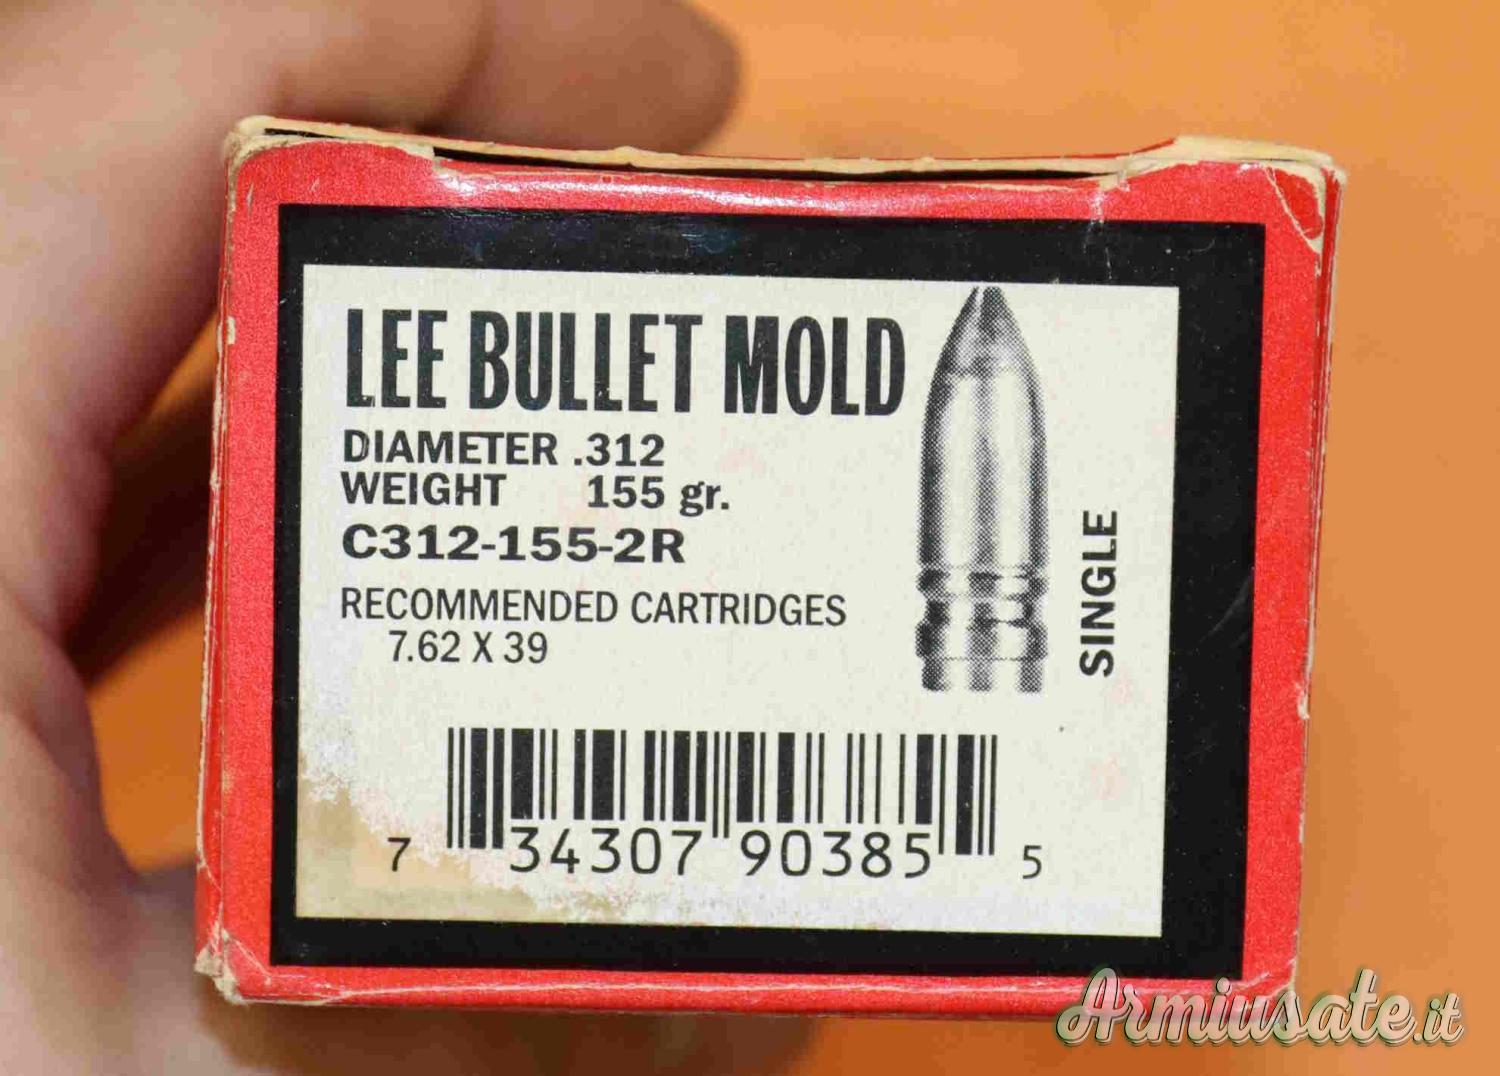 LEE BULLET MOLD
DIAMETER .312
WEIGHT 155 gr.
C312-155-2R
RECOMMENDED CARTRIDGES
7.62 X 39
SINGLE
7 34307 90385 5
Armiusate.it